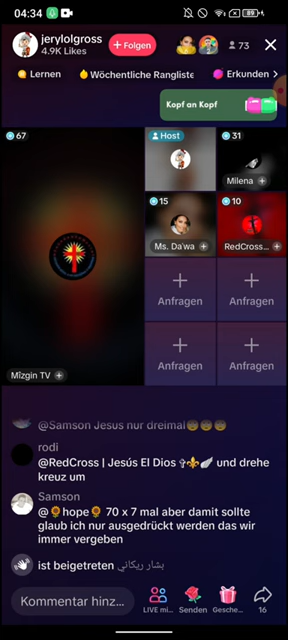 04:34
89
jerylolgross
4.9K Likes
+ Folgen
73
Lernen
Wöchentliche Rangliste
Erkunden
Kopf an Kopf
67
Host
31
Milena
15
10
Ms. Da'wa
RedCross...
Anfragen
Anfragen
Anfragen
Anfragen
Mîzgin TV
@Samson Jesus nur dreimal😳😳😳
rodi
@RedCross | Jesús El Dios ✞⚜🪽 und drehe
kreuz um
Samson
@🌻hope🌻 70 x 7 mal aber damit sollte
glaub ich nur ausgedrückt werden das wir
immer vergeben
ist beigetreten بشار ريكاني
Kommentar hinz...
LIVE mi...
Senden
Gesche...
16